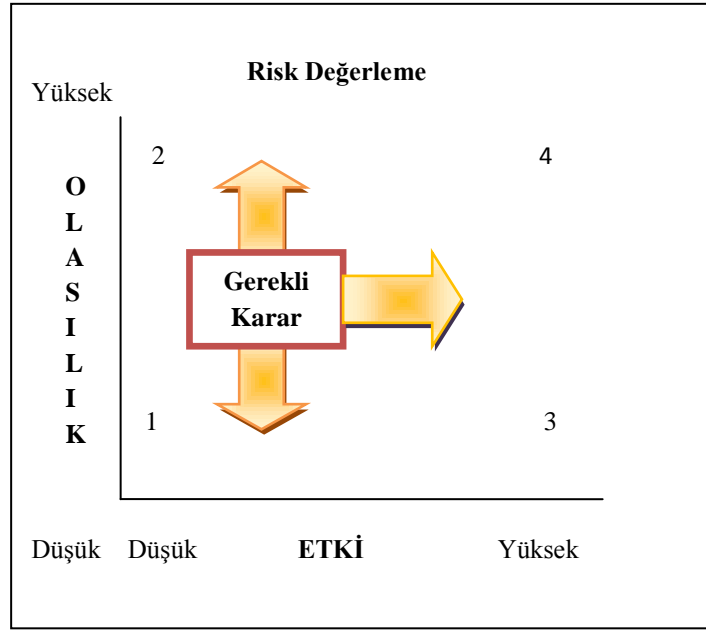 Risk Değerleme
Yüksek
2
4
O
L
A
S
I
L
I
K
Gerekli
Karar
1
3
Düşük
Düşük
ETKİ
Yüksek